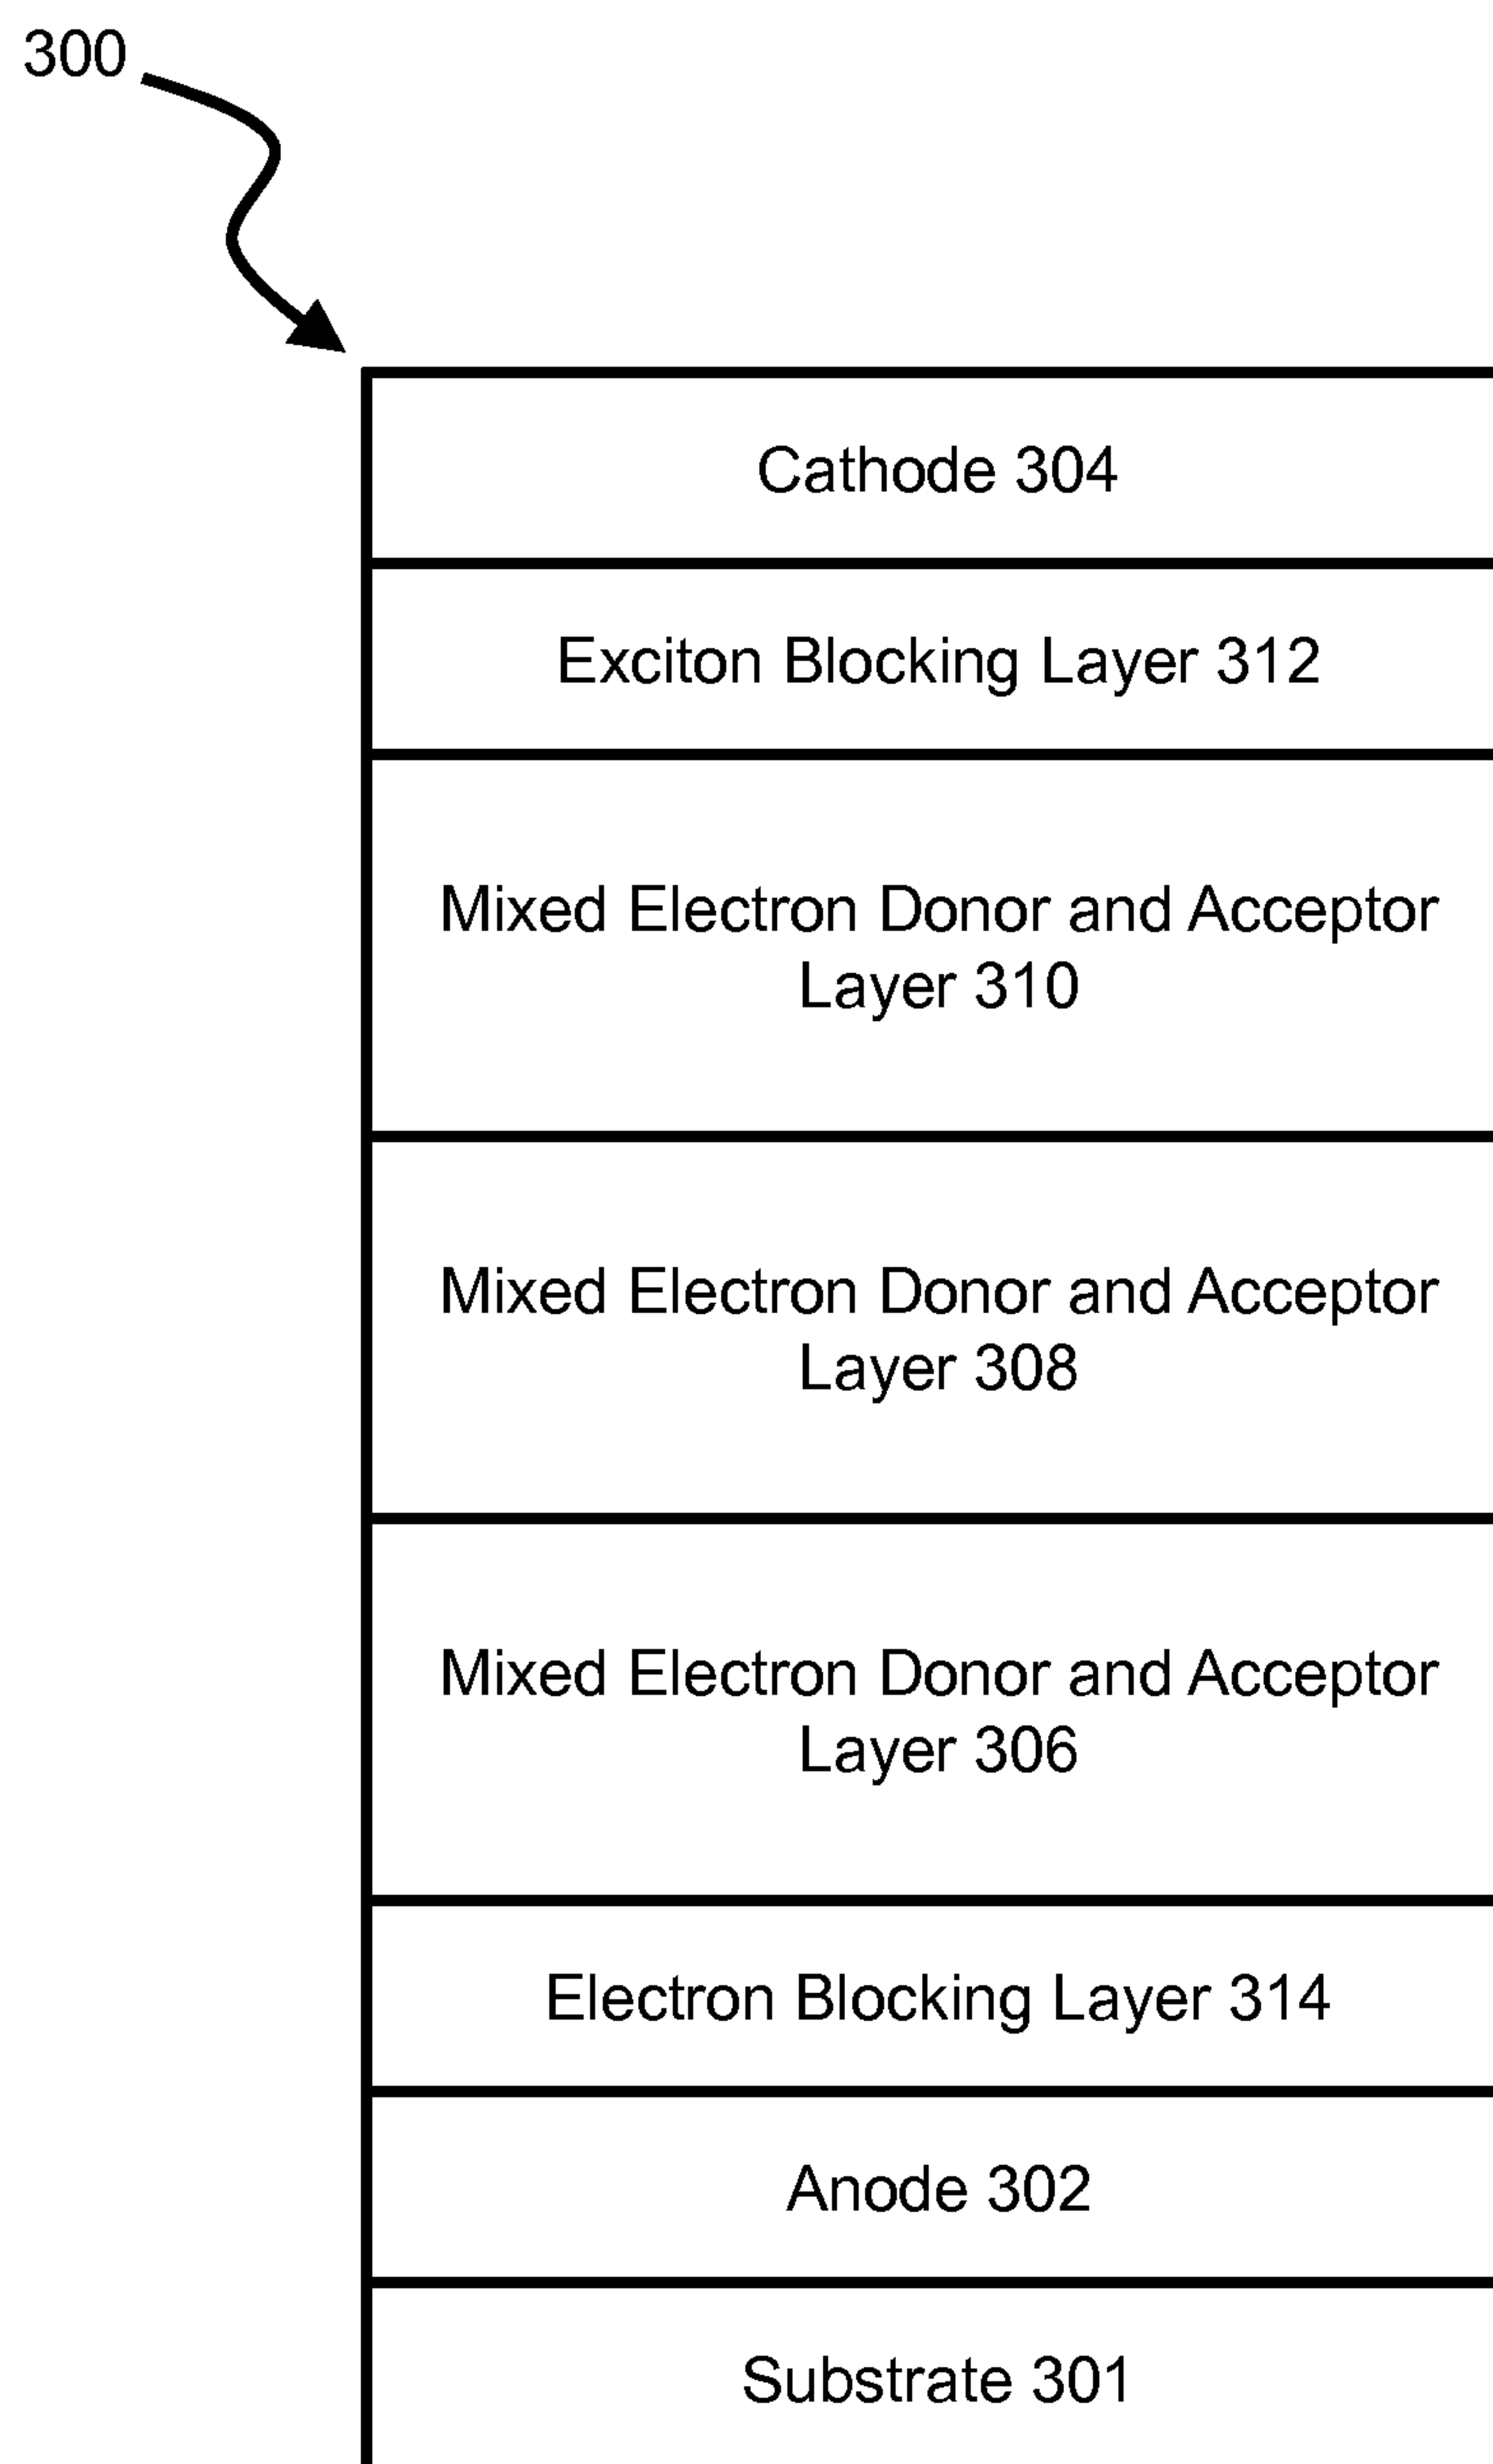 300
Cathode 304
Exciton Blocking Layer 312
Mixed Electron Donor and Acceptor
Layer 310
Mixed Electron Donor and Acceptor
Layer 308
Mixed Electron Donor and Acceptor
Layer 306
Electron Blocking Layer 314
Anode 302
Substrate 301